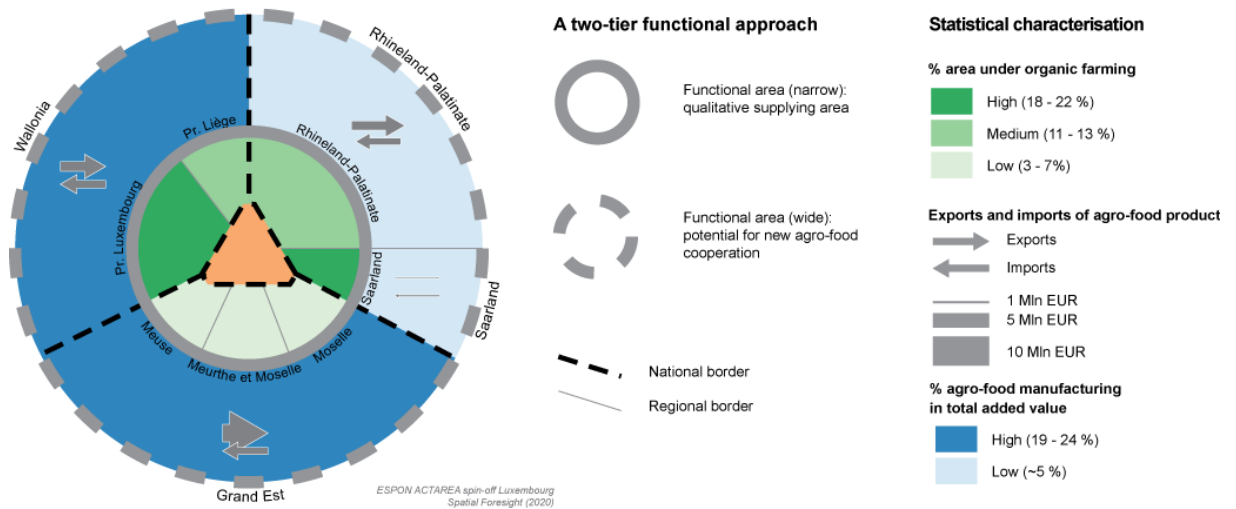 Wallonia
Rhineland-Palatinate
Saarland
Grand Est
Pr. Liège
Rhineland-Palatinate
Pr. Luxembourg
Saarland
Meuse
Meurthe et Moselle
Moselle
ESPON ACTAREA spin-off Luxembourg
Spatial Foresight (2020)
A two-tier functional approach
Functional area (narrow):
qualitative supplying area
Functional area (wide):
potential for new agro-food
cooperation
National border
Regional border
Statistical characterisation
% area under organic farming
High (18 - 22 %)
Medium (11 - 13 %)
Low (3 - 7%)
Exports and imports of agro-food product
Exports
Imports
1 Mln EUR
5 Mln EUR
10 Mln EUR
% agro-food manufacturing
in total added value
High (19 - 24 %)
Low (~5 %)